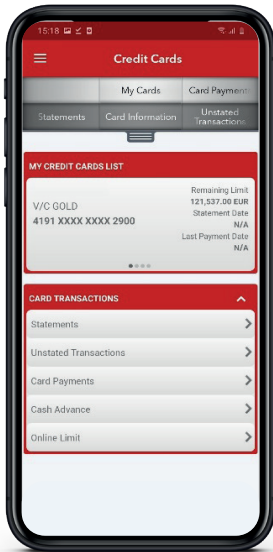 15:18
Credit Cards
My Cards
Card Payment
Statements
Card Information
Unstated
Transactions
MY CREDIT CARDS LIST
V/C GOLD
4191 XXXX XXXX 2900
Remaining Limit
121,537.00 EUR
Statement Date
N/A
Last Payment Date
N/A
CARD TRANSACTIONS
Statements
Unstated Transactions
Card Payments
Cash Advance
Online Limit